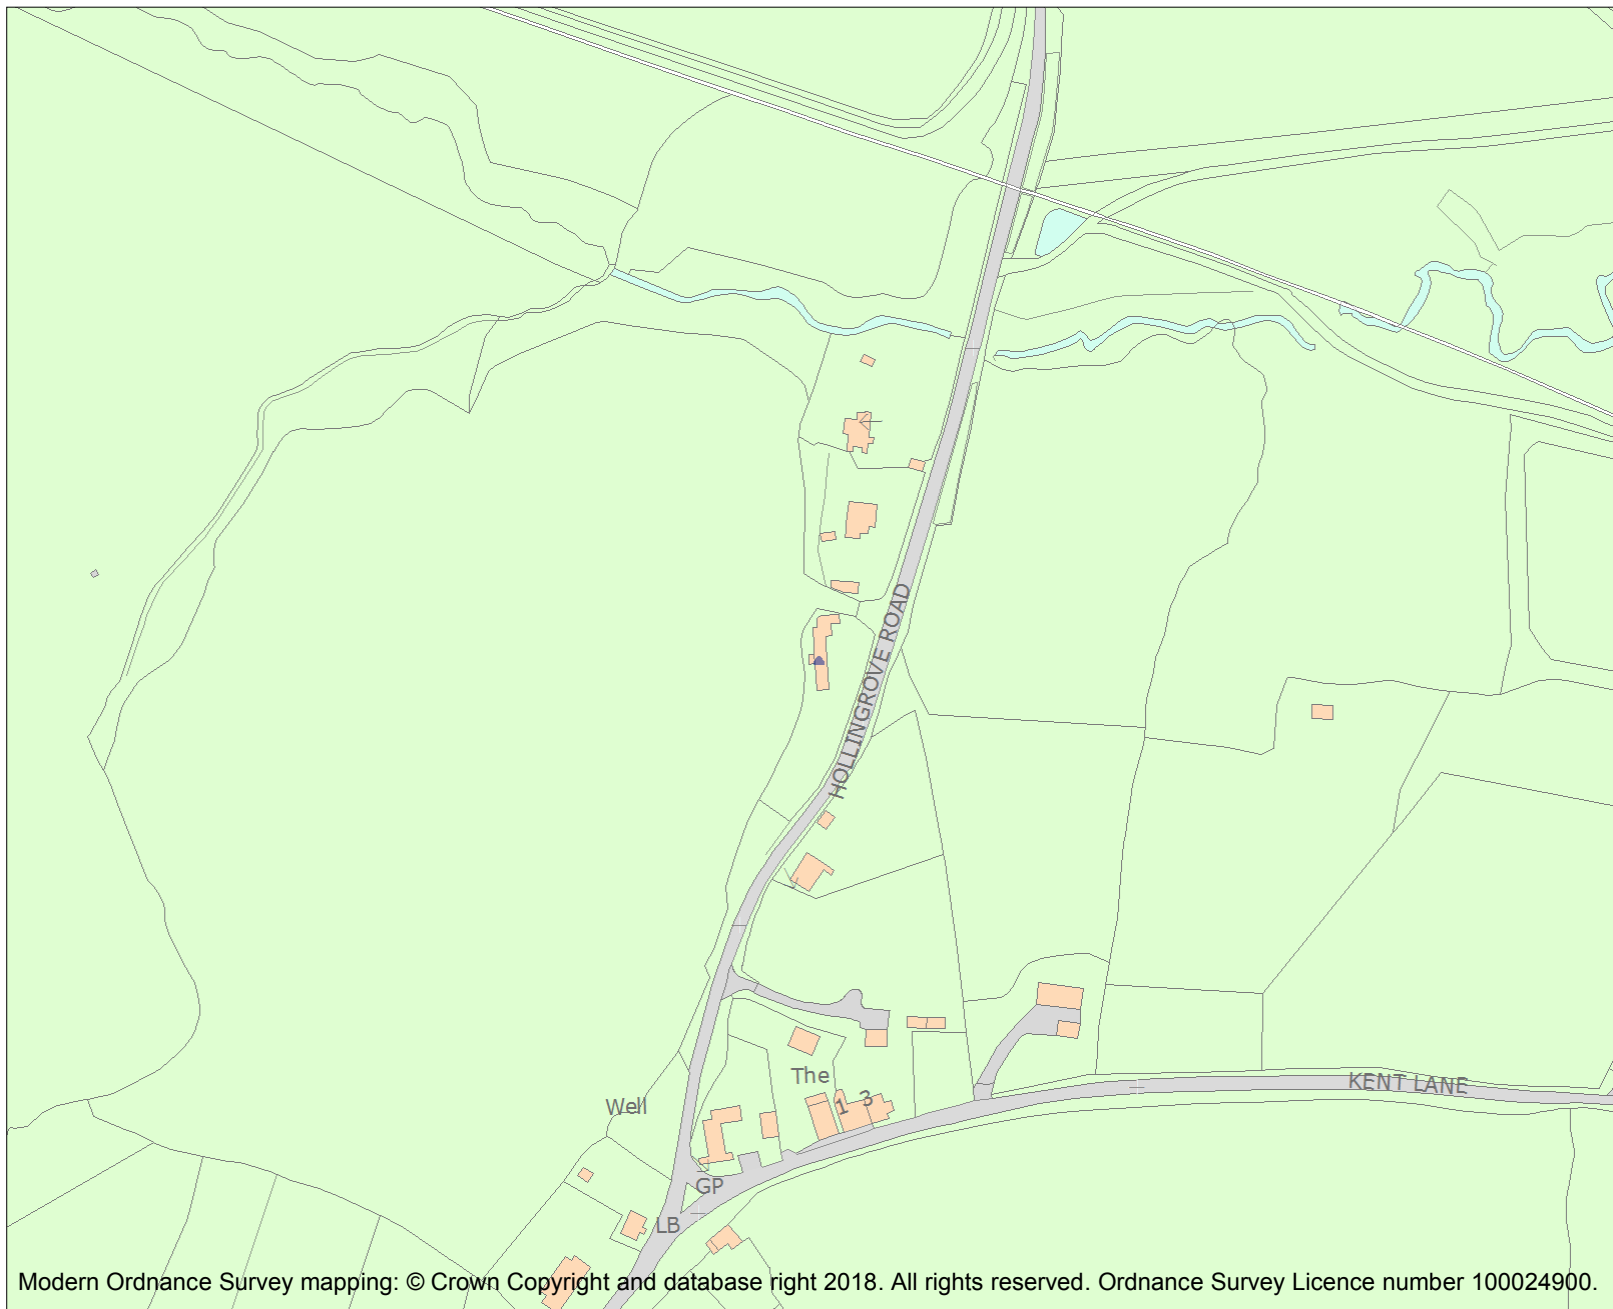 HOLLINGROVE ROAD
The
KENT LANE
Well
1 3
GP
LB
Modern Ordnance Survey mapping: © Crown Copyright and database right 2018. All rights reserved. Ordnance Survey Licence number 100024900.